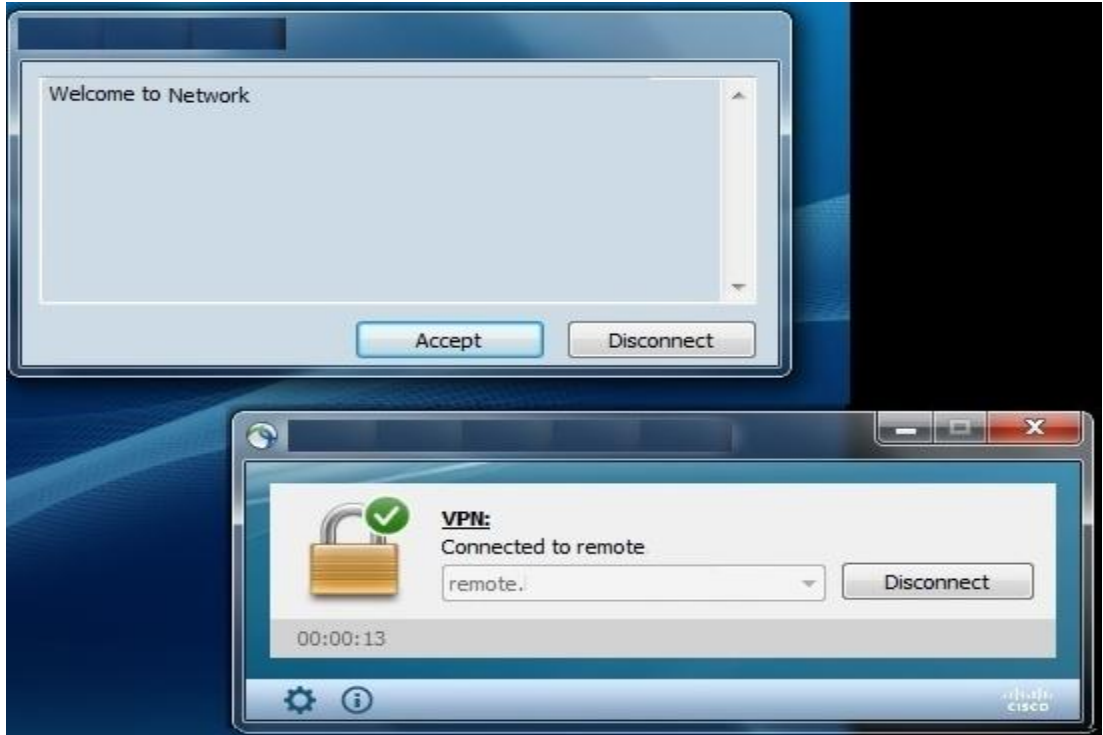 Welcome to Network
Accept
Disconnect
VPN:
Connected to remote
remote.
Disconnect
00:00:13
cisco